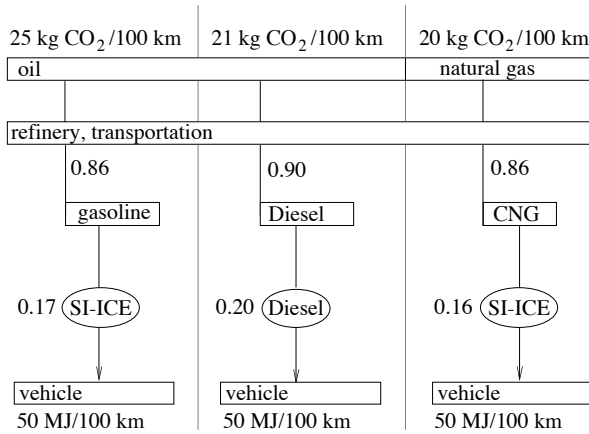 25 kg CO₂/100 km 21 kg CO₂/100 km 20 kg CO₂/100 km
oil natural gas
refinery, transportation
0.86 0.90 0.86
gasoline Diesel CNG
0.17 SI-ICE 0.20 Diesel 0.16 SI-ICE
vehicle vehicle vehicle
50 MJ/100 km 50 MJ/100 km 50 MJ/100 km